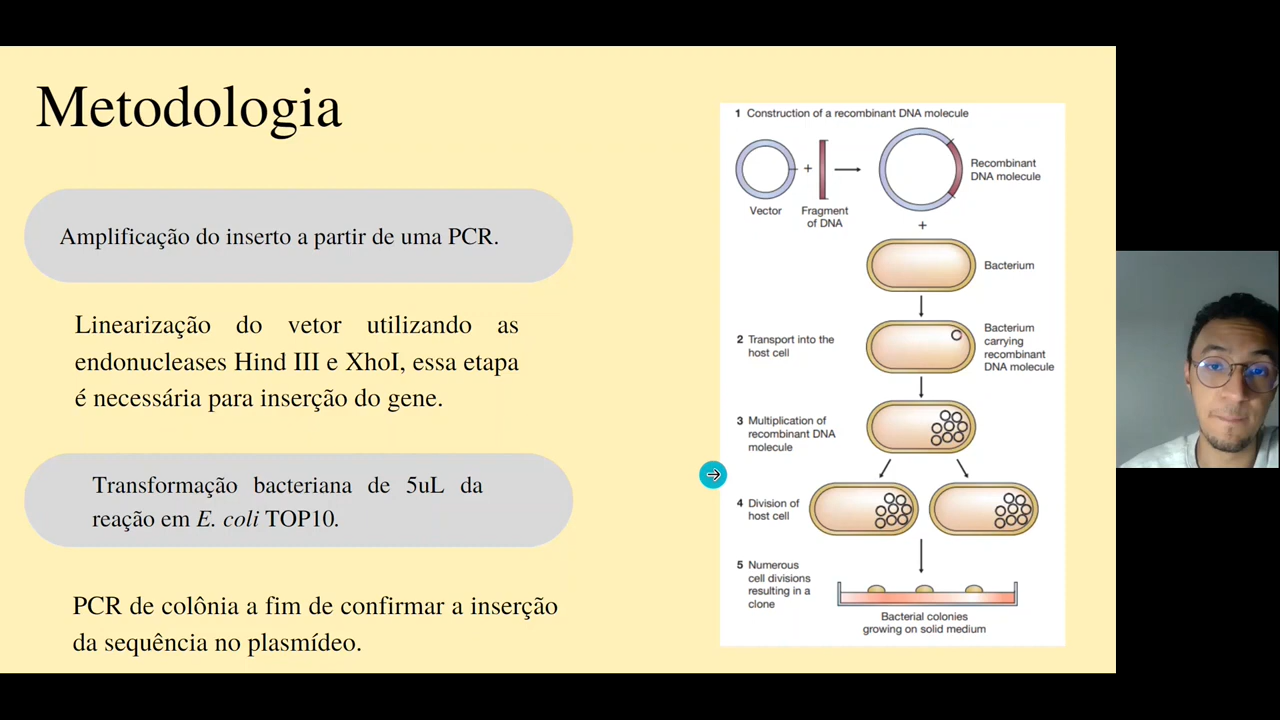 Metodologia
Amplificação do inserto a partir de uma PCR.
Linearização do vetor utilizando as
endonucleases Hind III e XhoI, essa etapa
é necessária para inserção do gene.
Transformação bacteriana de 5uL da
reação em E. coli TOP10.
PCR de colônia a fim de confirmar a inserção
da sequência no plasmídeo.
1 Construction of a recombinant DNA molecule
+
Vector
Fragment
of DNA
Recombinant
DNA molecule
+
Bacterium
2 Transport into the
host cell
Bacterium
carrying
recombinant
DNA molecule
3 Multiplication of
recombinant DNA
molecule
4 Division of
host cell
5 Numerous
cell divisions
resulting in a
clone
Bacterial colonies
growing on solid medium